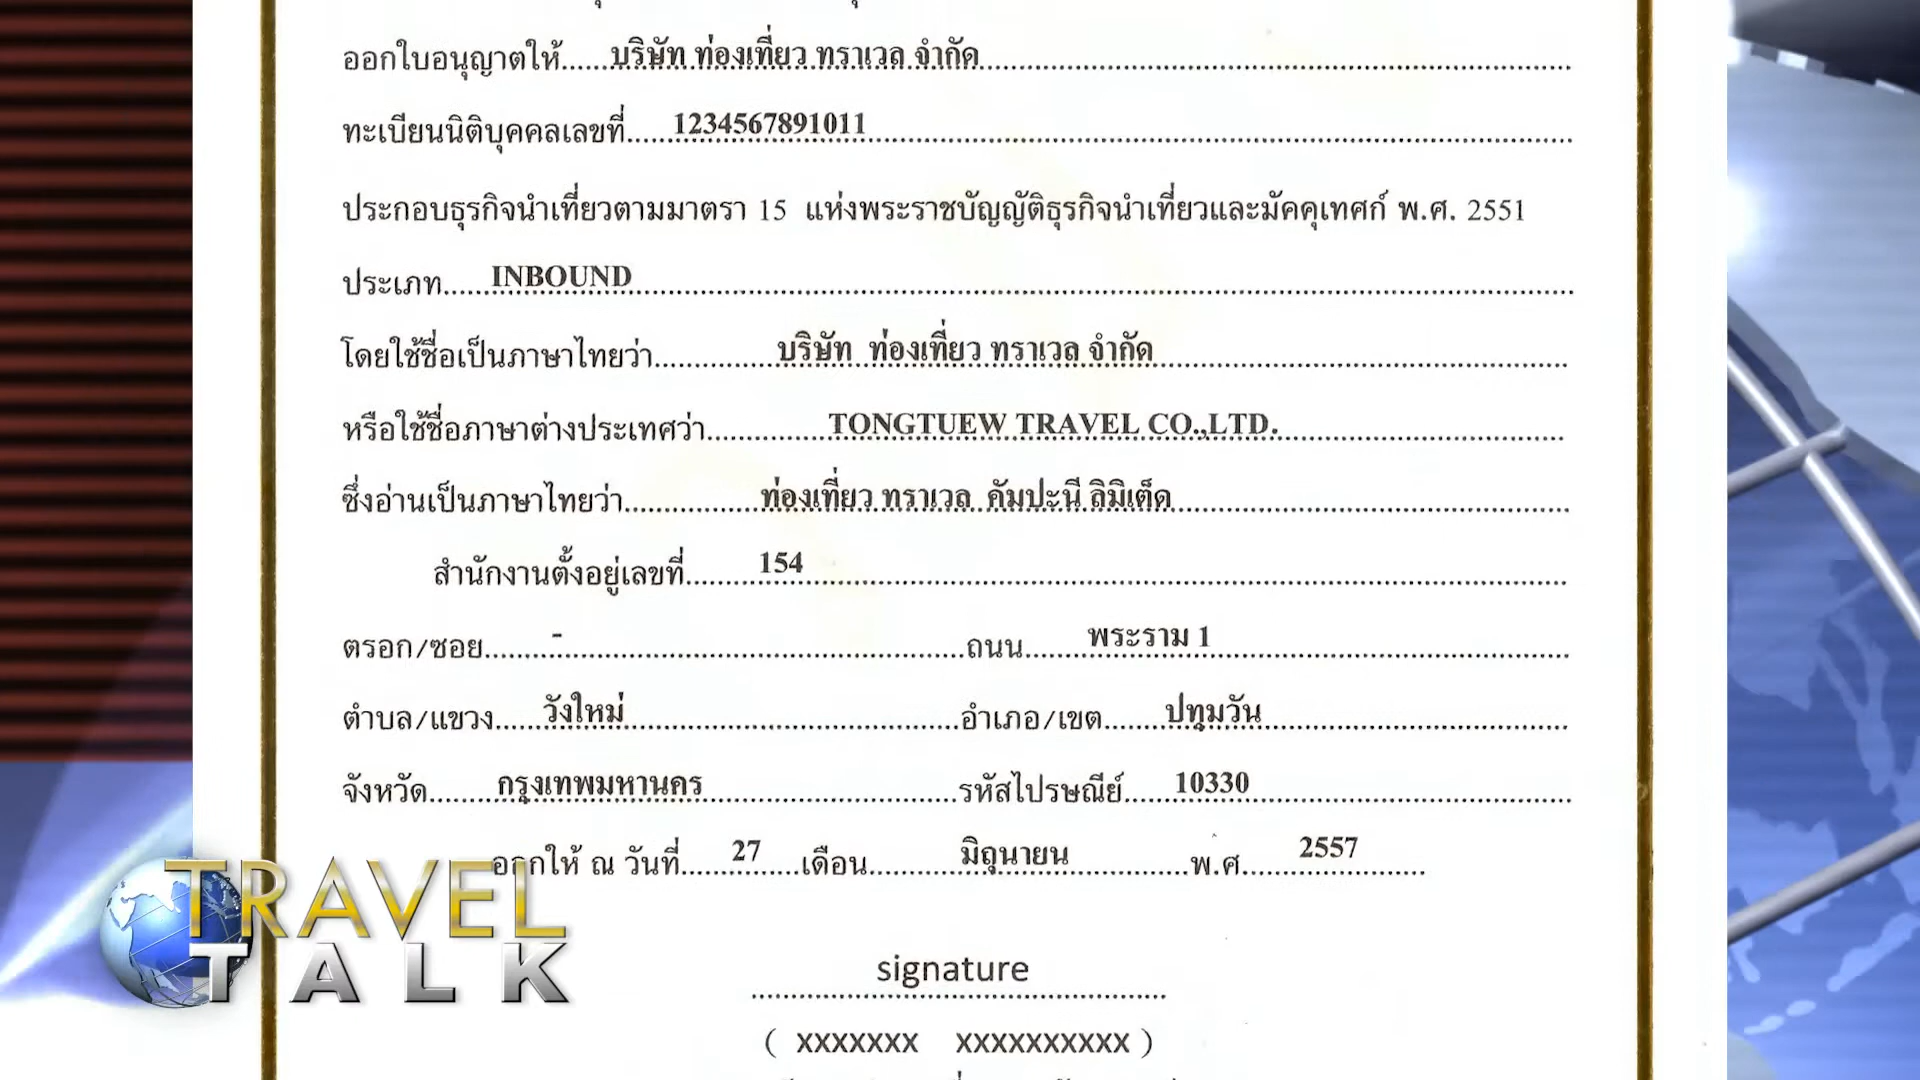 ออกใบอนุญาตให้......บริษัท ท่องเที่ยว ทราเวล จำกัด
ทะเบียนนิติบุคคลเลขที่......1234567891011
ประกอบธุรกิจนำเที่ยวตามมาตรา 15 แห่งพระราชบัญญัติธุรกิจนำเที่ยวและมัคคุเทศก์ พ.ศ. 2551
ประเภท......INBOUND
โดยใช้ชื่อเป็นภาษาไทยว่า......บริษัท ท่องเที่ยว ทราเวล จำกัด
หรือใช้ชื่อภาษาต่างประเทศว่า......TONGTUEW TRAVEL CO.,LTD.
ซึ่งอ่านเป็นภาษาไทยว่า......ท่องเที่ยว ทราเวล คัมปะนี ลิมิเต็ด
สำนักงานตั้งอยู่เลขที่......154
ตรอก/ซอย......-......ถนน......พระราม 1
ตำบล/แขวง......วังใหม่......อำเภอ/เขต......ปทุมวัน
จังหวัด......กรุงเทพมหานคร......รหัสไปรษณีย์......10330
ออกให้ ณ วันที่......27......เดือน......มิถุนายน......พ.ศ......2557
signature
( XXXXXXX XXXXXXXXXX )
TRAVEL
TALK